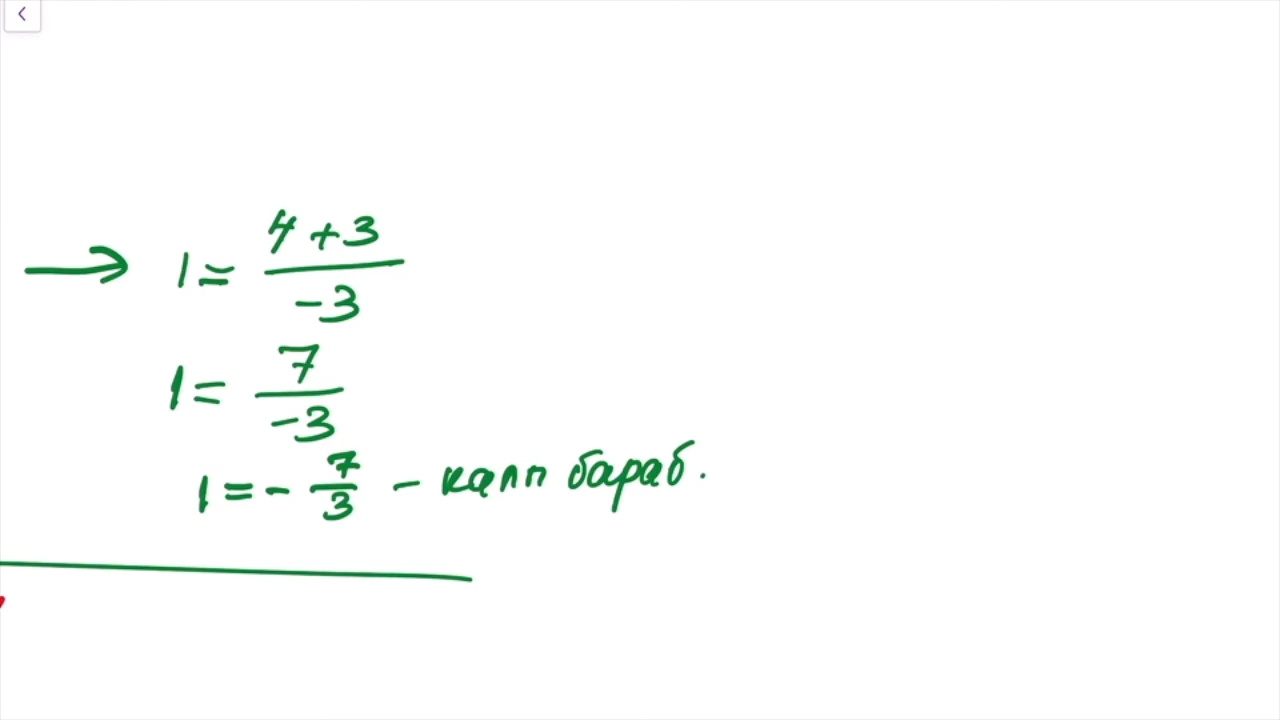 → 1 = (4+3)/(-3)
1 = 7/(-3)
1 = - 7/3 - калп бараб.